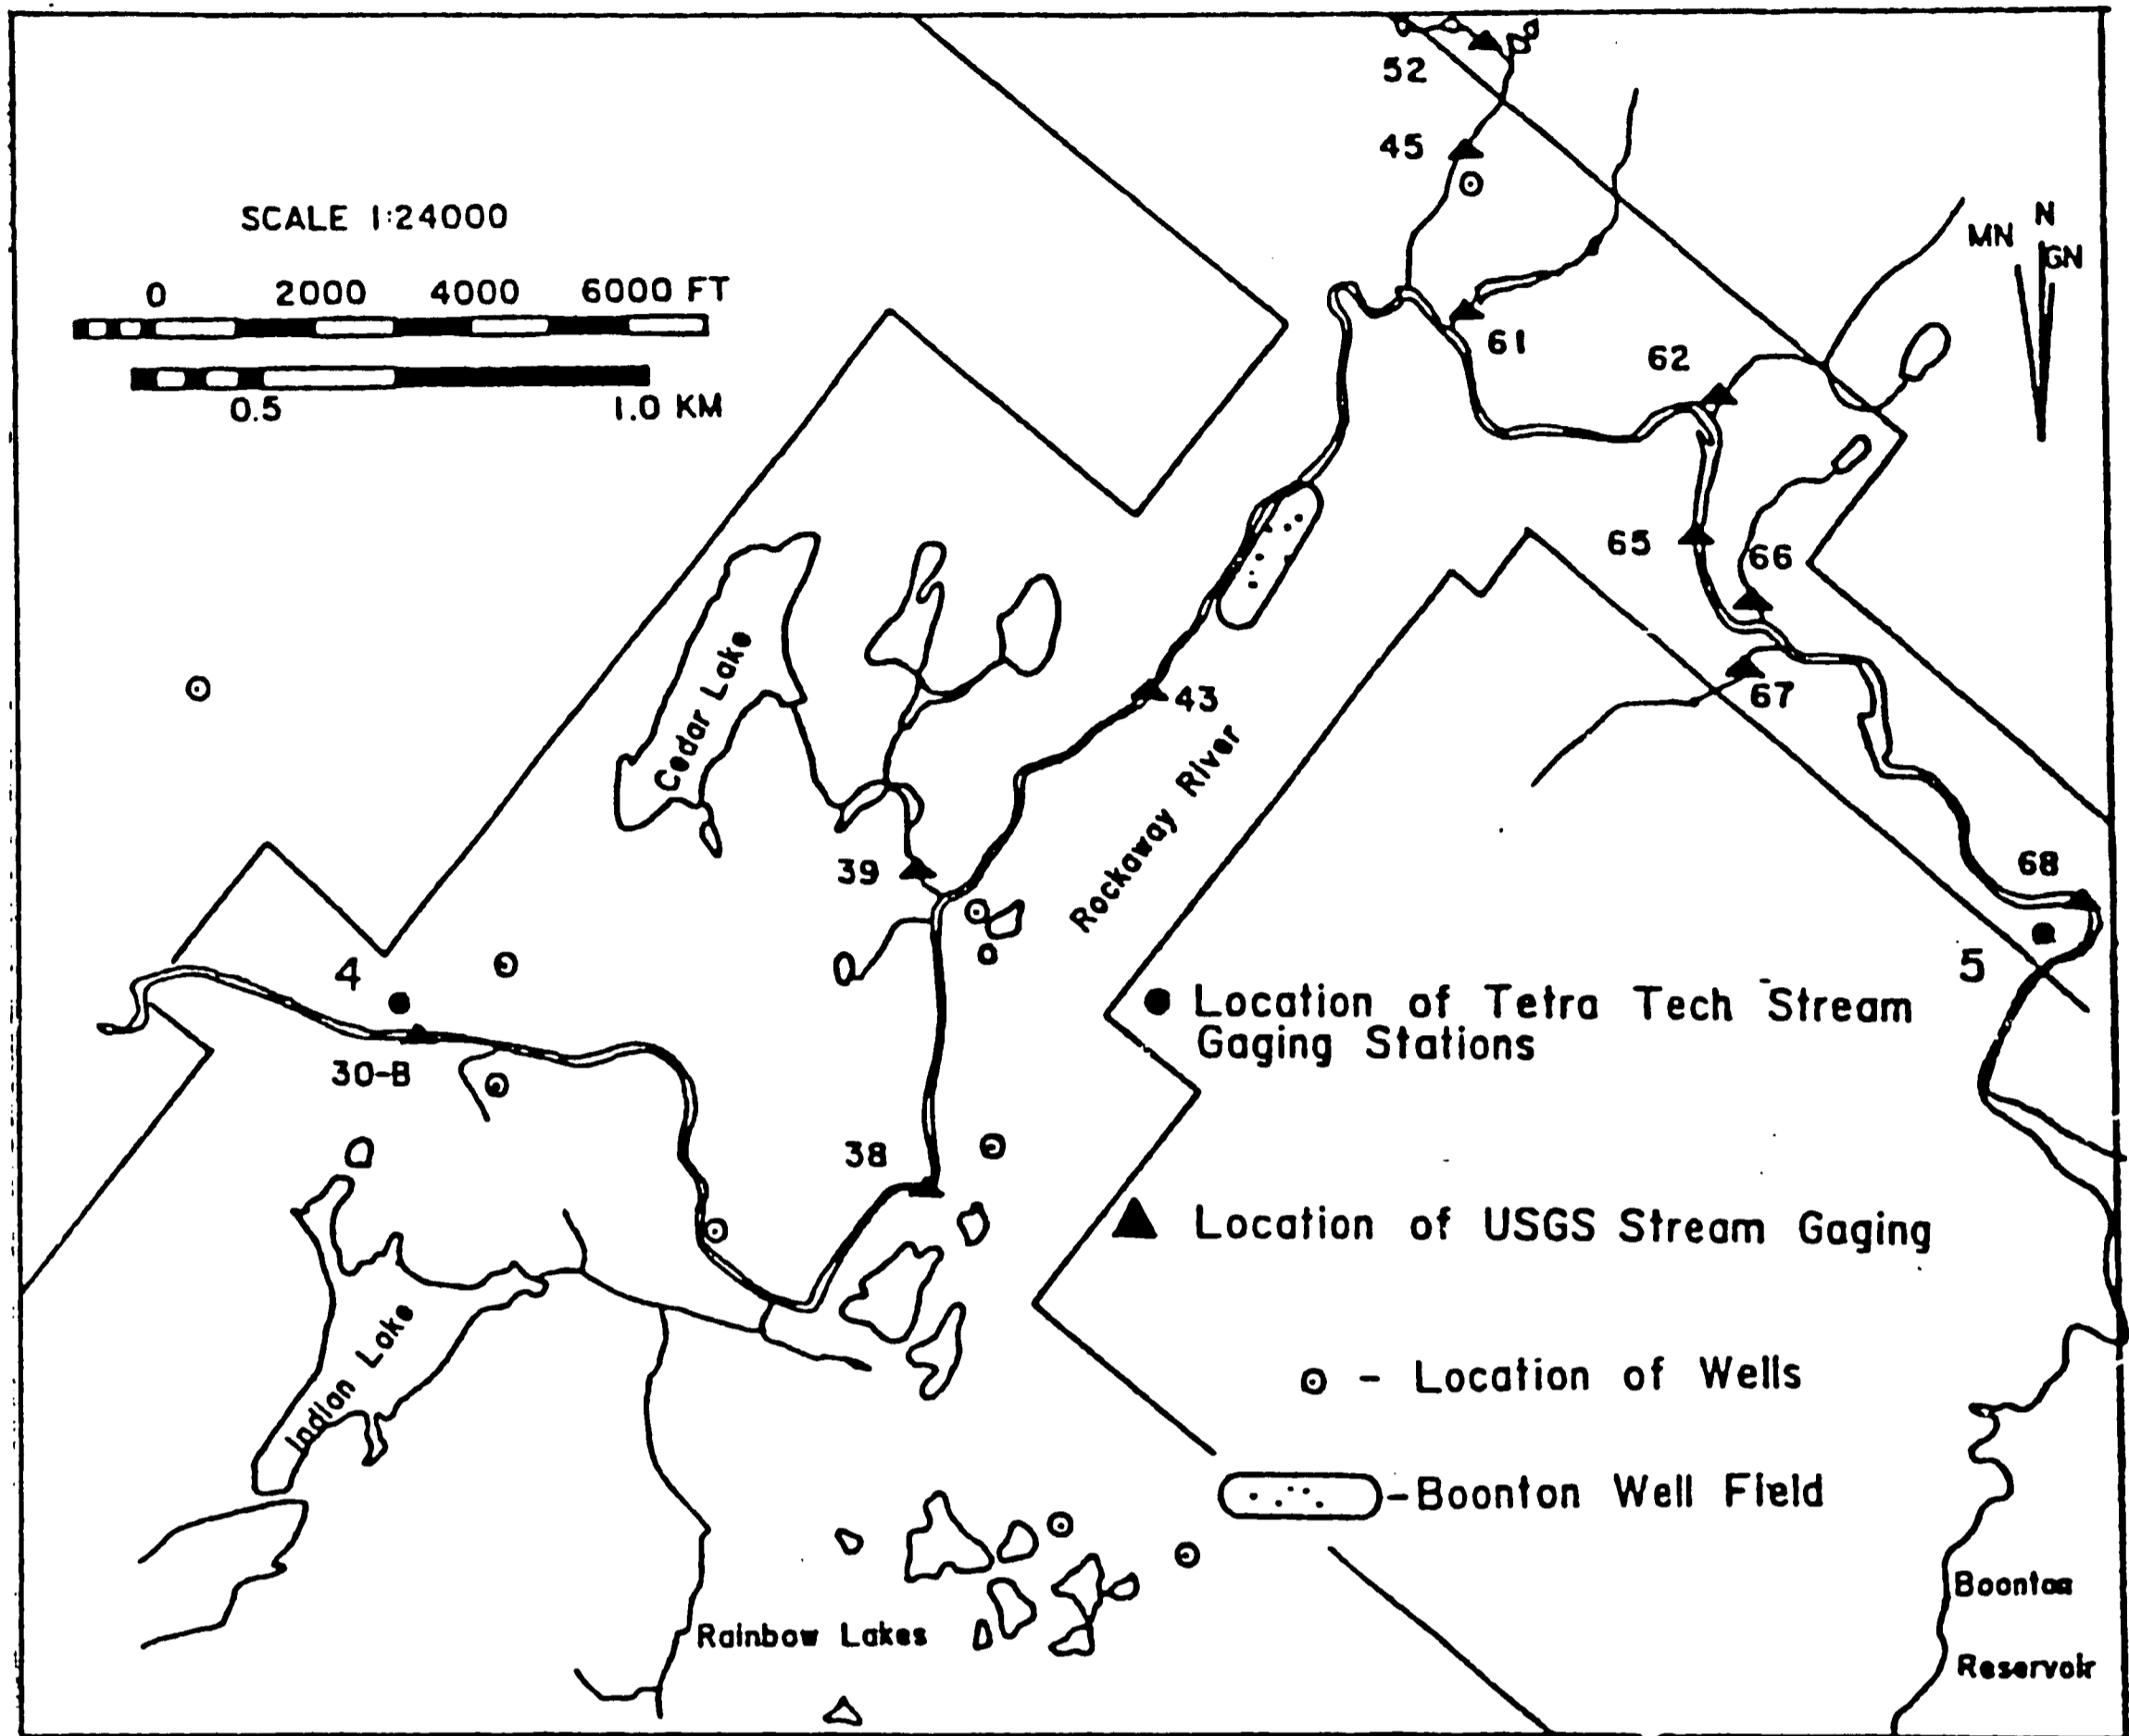 52
45
SCALE 1:24000
MN N GN
0 2000 4000 6000 FT
0.5 1.0 KM
61
62
65
66
43
67
Cedar Lake
Rockaway River
39
68
4
5
30-B
Location of Tetra Tech Stream
Gaging Stations
38
Location of USGS Stream Gaging
Indian Lake
- Location of Wells
-Boonton Well Field
Rainbow Lakes
Boonton
Reservoir